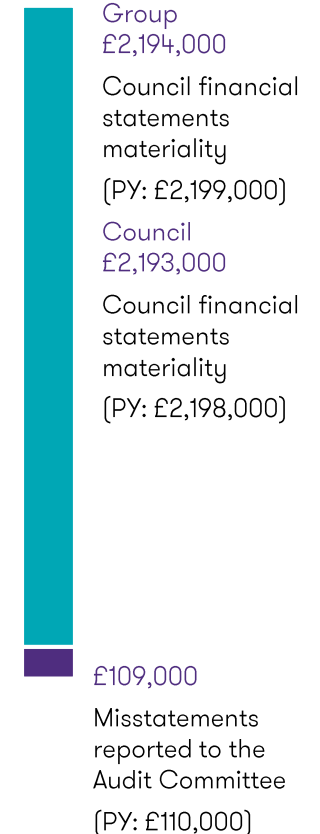 Group
£2,194,000
Council financial
statements
materiality
(PY: £2,199,000)
Council
£2,193,000
Council financial
statements
materiality
(PY: £2,198,000)
£109,000
Misstatements
reported to the
Audit Committee
(PY: £110,000)